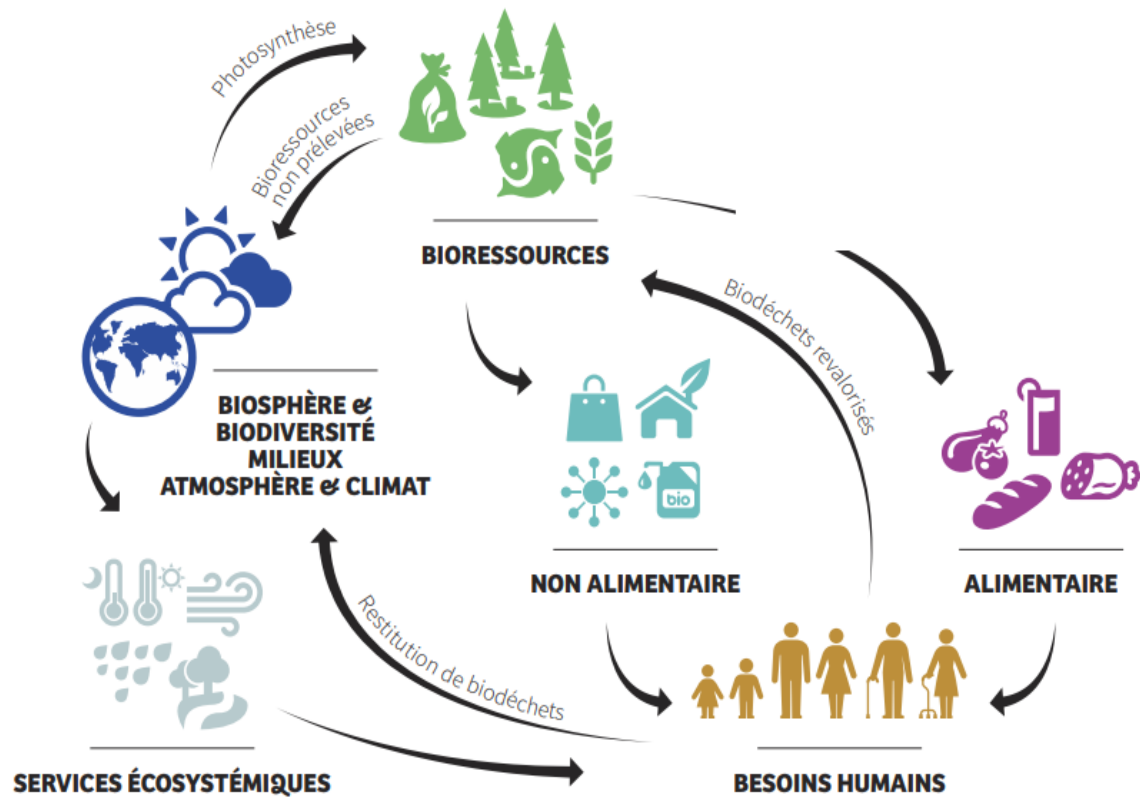 Photosynthèse
Bioressources
non prélevées
BIORESSOURCES
Biodéchets revalorisés
BIOSPHÈRE &
BIODIVERSITÉ
MILIEUX
ATMOSPHÈRE & CLIMAT
bio
NON ALIMENTAIRE
ALIMENTAIRE
Restitution de biodéchets
SERVICES ÉCOSYSTÉMIQUES
BESOINS HUMAINS